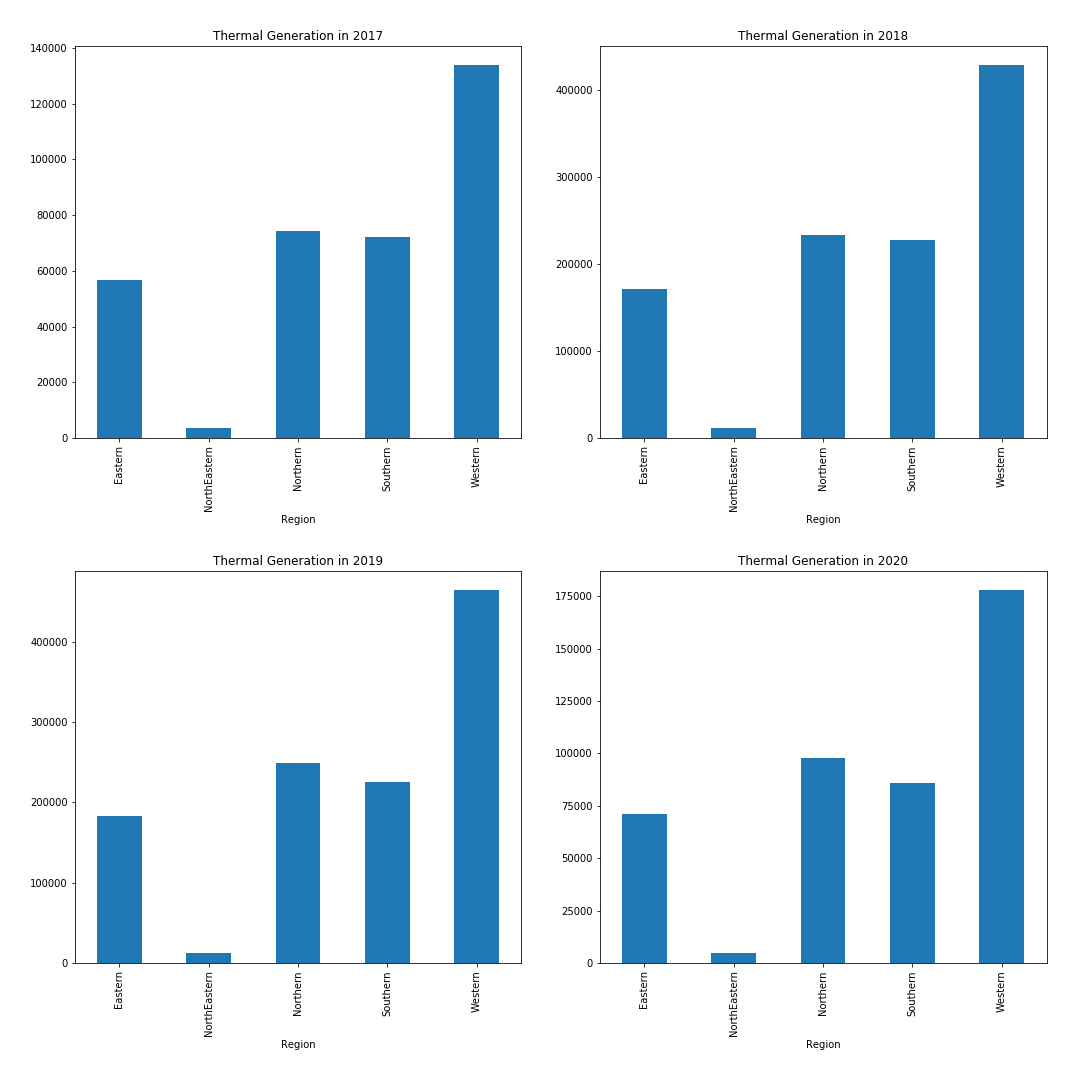 Thermal Generation in 2017
140000
120000
100000
80000
60000
40000
20000
0
Eastern
NorthEastern
Northern
Southern
Western
Region
Thermal Generation in 2018
400000
300000
200000
100000
0
Eastern
NorthEastern
Northern
Southern
Western
Region
Thermal Generation in 2019
400000
300000
200000
100000
0
Eastern
NorthEastern
Northern
Southern
Western
Region
Thermal Generation in 2020
175000
150000
125000
100000
75000
50000
25000
0
Eastern
NorthEastern
Northern
Southern
Western
Region